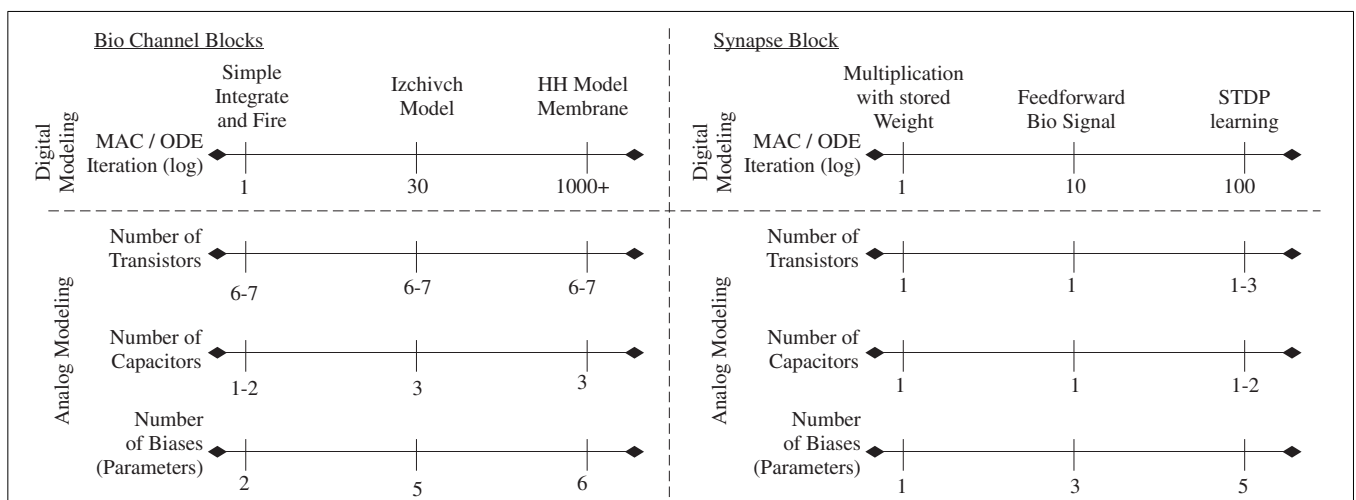 Bio Channel Blocks
Simple
Integrate
and Fire
Izchivch
Model
HH Model
Membrane
Digital
Modeling
MAC / ODE
Iteration (log)
1
30
1000+
Analog Modeling
Number of
Transistors
6-7
6-7
6-7
Number of
Capacitors
1-2
3
3
Number
of Biases
(Parameters)
2
5
6
Synapse Block
Multiplication
with stored
Weight
Feedforward
Bio Signal
STDP
learning
Digital
Modeling
MAC / ODE
Iteration (log)
1
10
100
Analog Modeling
Number of
Transistors
1
1
1-3
Number of
Capacitors
1
1
1-2
Number
of Biases
(Parameters)
1
3
5